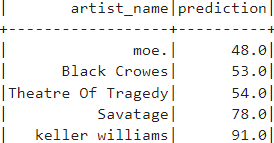 |        artist_name|prediction|
+-------------------+----------+
|               moe.|      48.0|
|       Black Crowes|      53.0|
|Theatre Of Tragedy|      54.0|
|           Savatage|      78.0|
|    keller williams|      91.0|